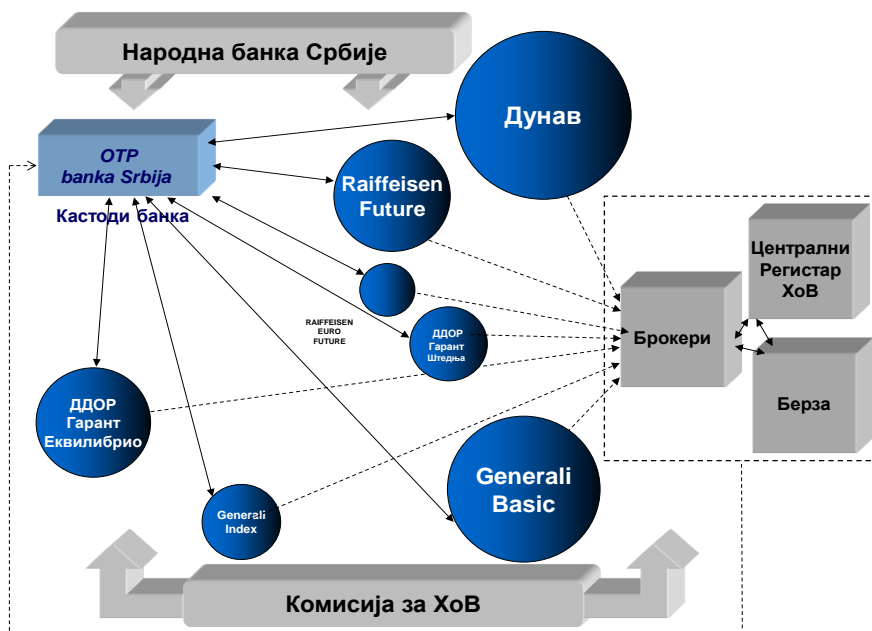 Народна банка Србије
Дунав
OTP
banka Srbija
Кастоди банка
Raiffeisen
Future
Централни
Регистар
ХоВ
RAIFFEISEN
EURO
FUTURE
ДДОР
Гарант
Штедња
Брокери
Берза
ДДОР
Гарант
Еквилибрио
Generali
Basic
Generali
Index
Комисија за ХоВ